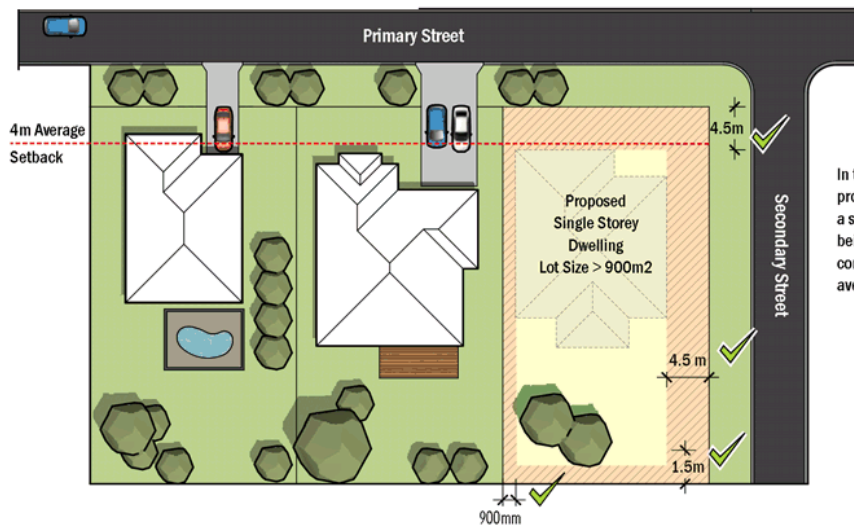 Primary Street
4m Average
Setback
4.5m
Proposed
Single Storey
Dwelling
Lot Size > 900m2
Secondary Street
4.5 m
1.5m
900mm
In
a s